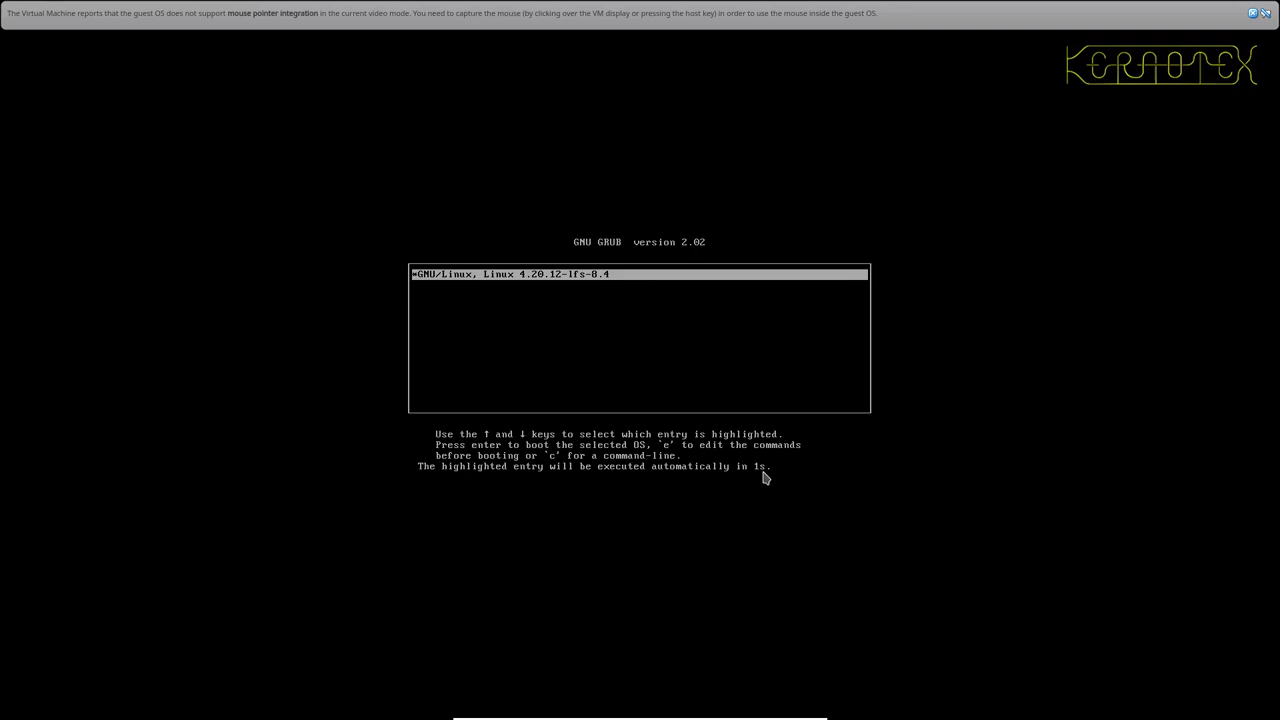 The Virtual Machine reports that the guest OS does not support mouse pointer integration in the current video mode. You need to capture the mouse (by clicking over the VM display or pressing the host key) in order to use the mouse inside the guest OS.
KERNOTEX
GNU GRUB  version 2.02
*GNU/Linux, Linux 4.20.12-lfs-8.4
Use the ↑ and ↓ keys to select which entry is highlighted.
Press enter to boot the selected OS, `e' to edit the commands
before booting or `c' for a command-line.
The highlighted entry will be executed automatically in 1s.